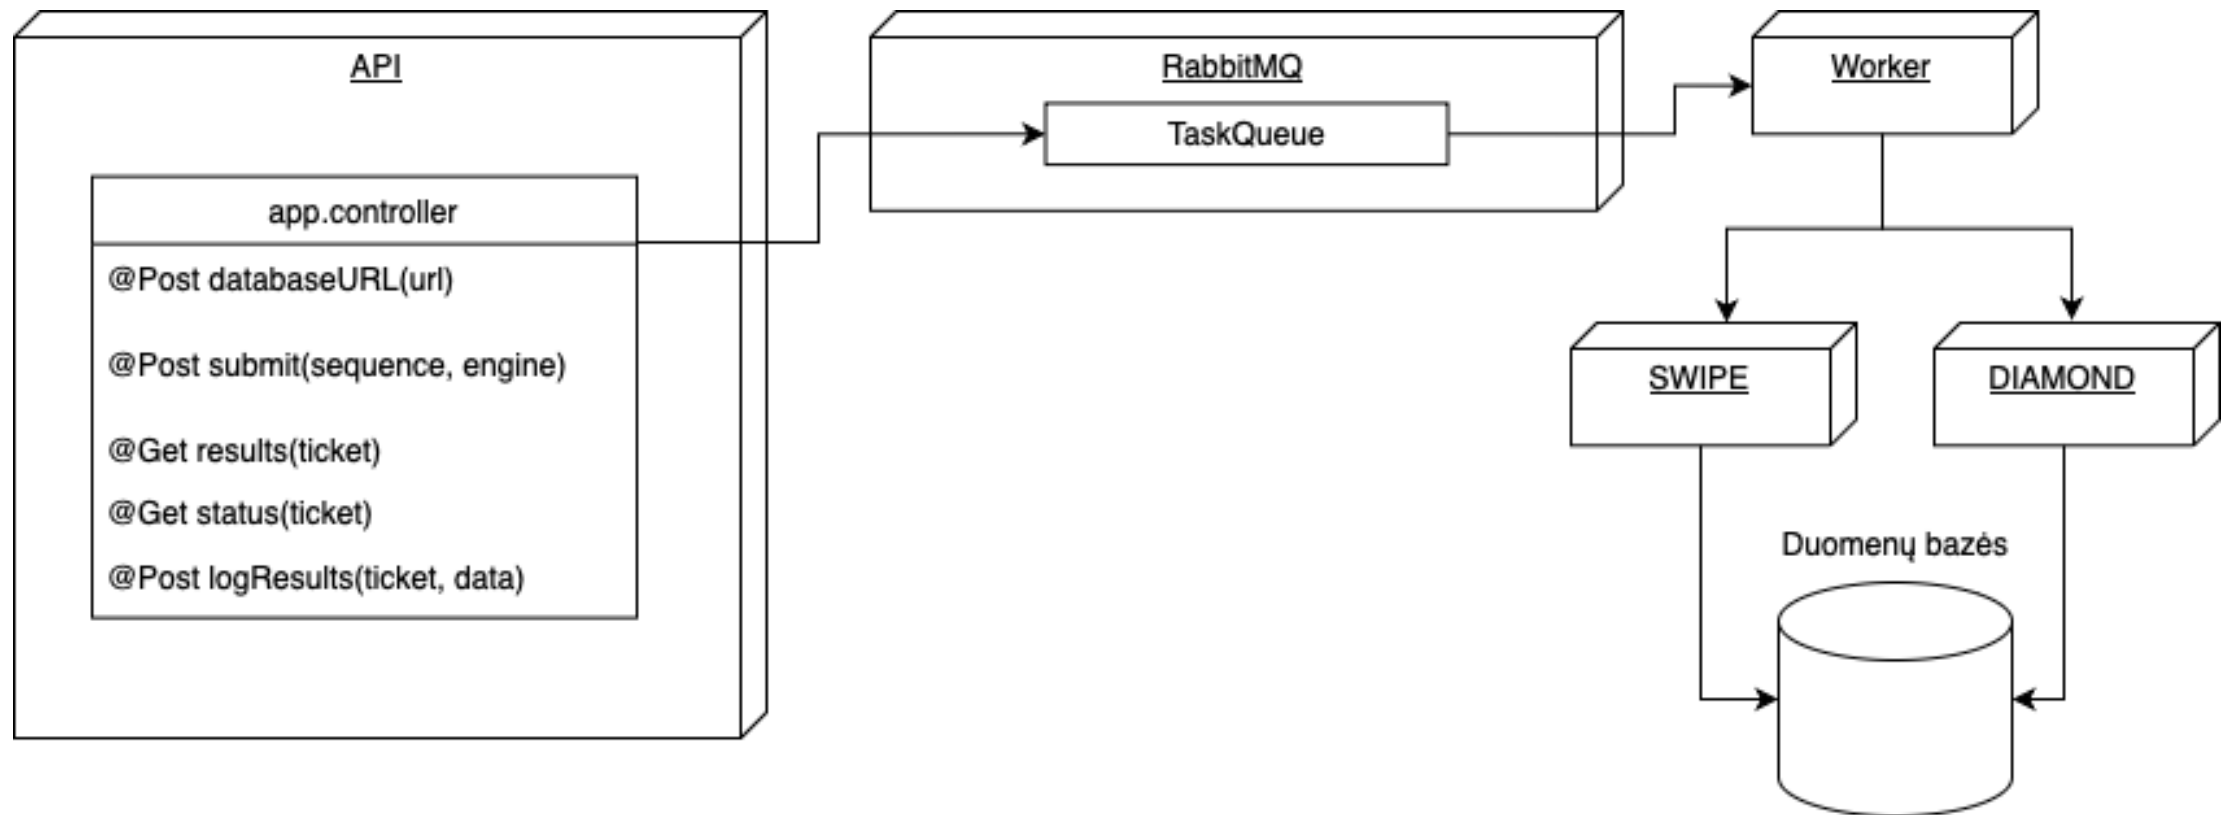 API
app.controller
@Post databaseURL(url)
@Post submit(sequence, engine)
@Get results(ticket)
@Get status(ticket)
@Post logResults(ticket, data)
RabbitMQ
TaskQueue
Worker
SWIPE
DIAMOND
Duomenų bazės